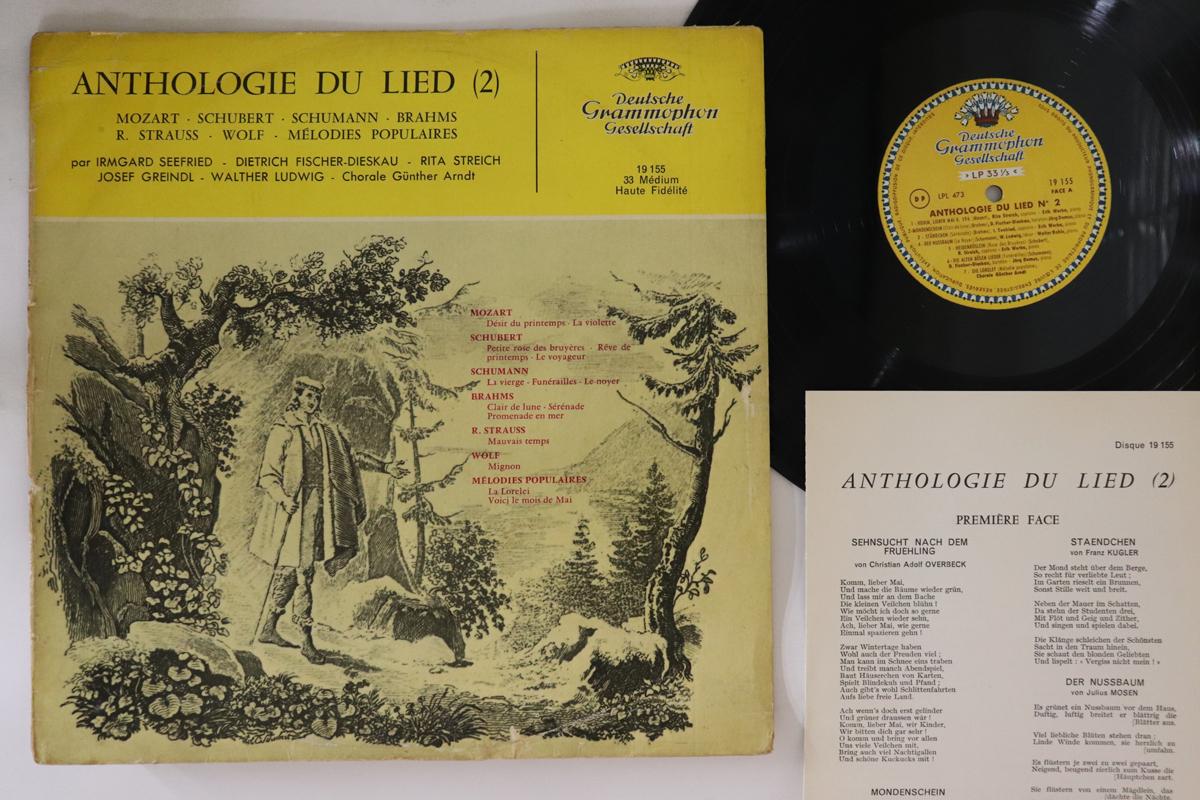 ANTHOLOGIE DU LIED (2)
MOZART · SCHUBERT · SCHUMANN · BRAHMS
R. STRAUSS · WOLF · MÉLODIES POPULAIRES
par IRMGARD SEEFRIED - DIETRICH FISCHER-DIESKAU - RITA STREICH
JOSEF GREINDL - WALTHER LUDWIG - Chorale Günther Arndt
Deutsche
Grammophon
Gesellschaft
19 155
33 Médium
Haute Fidélité
MOZART
Désir du printemps · La violette
SCHUBERT
Petite rose des bruyères · Rêve de
printemps · Le voyageur
SCHUMANN
La vierge · Funérailles · Le noyer
BRAHMS
Clair de lune · Sérénade
Promenade en mer
R. STRAUSS
Mauvais temps
WOLF
Mignon
MÉLODIES POPULAIRES
La Lorelei
Voici le mois de Mai
Deutsche
Grammophon
Gesellschaft
LP 33 1/3
DP
LPL 473
19 155
FACE A
ANTHOLOGIE DU LIED N° 2
Disque 19 155
ANTHOLOGIE DU LIED (2)
PREMIÈRE FACE
SEHNSUCHT NACH DEM
FRUEHLING
von Christian Adolf OVERBECK
Komm, lieber Mai,
Und mache die Bäume wieder grün,
Und lass mir an dem Bache
Die kleinen Veilchen blühn !
Wie möcht ich doch so gerne
Ein Veilchen wieder sehn,
Ach, lieber Mai, wie gerne
Einmal spazieren gehn !
Zwar Wintertage haben
Wohl auch der Freuden viel ;
Man kann im Schnee eins traben
Und treibt manch Abendspiel,
Baut Häuserchen von Karten,
Spielt Blindekuh und Pfand ;
Auch gibt's wohl Schlittenfahrten
Aufs liebe freie Land.
Ach wenn's doch erst gelinder
Und grüner draussen wär !
Komm, lieber Mai, wir Kinder,
Wir bitten dich gar sehr !
O komm und bring vor allen
Uns viele Veilchen mit,
Bring auch viel Nachtigallen
Und schöne Kuckucks mit !
MONDENSCHEIN
STAENDCHEN
von Franz KUGLER
Der Mond steht über dem Berge,
So recht für verliebte Leut ;
Im Garten rieselt ein Brunnen,
Sonst Stille weit und breit.
Neben der Mauer im Schatten,
Da stehn der Studenten drei,
Mit Flöt und Geig und Zither,
Und singen und spielen dabei.
Die Klänge schleichen der Schönsten
Sacht in den Traum hinein,
Sie schaut den blonden Geliebten
Und lispelt : « Vergiss nicht mein ! »
DER NUSSBAUM
von Julius MOSEN
Es grünet ein Nussbaum vor dem Haus,
Duftig, luftig breitet er blättrig die
[Blätter aus.
Viel liebliche Blüten stehen dran ;
Linde Winde kommen, sie herzlich zu
[umfahn.
Es flüstern je zwei zu zwei gepaart,
Neigend, beugend zierlich zum Kusse die
[Häuptchen zart.
Sie flüstern von einem Mägdlein, das
[dächte die Nächte